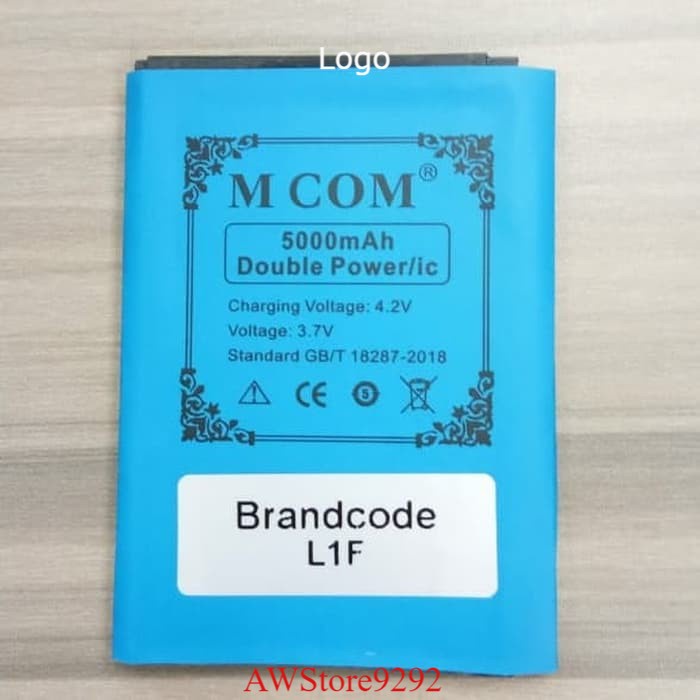 Logo
M COM®
5000mAh
Double Power/ic
Charging Voltage: 4.2V
Voltage: 3.7V
Standard GB/T 18287-2018
CE 5
Brandcode
L1F
AWStore9292